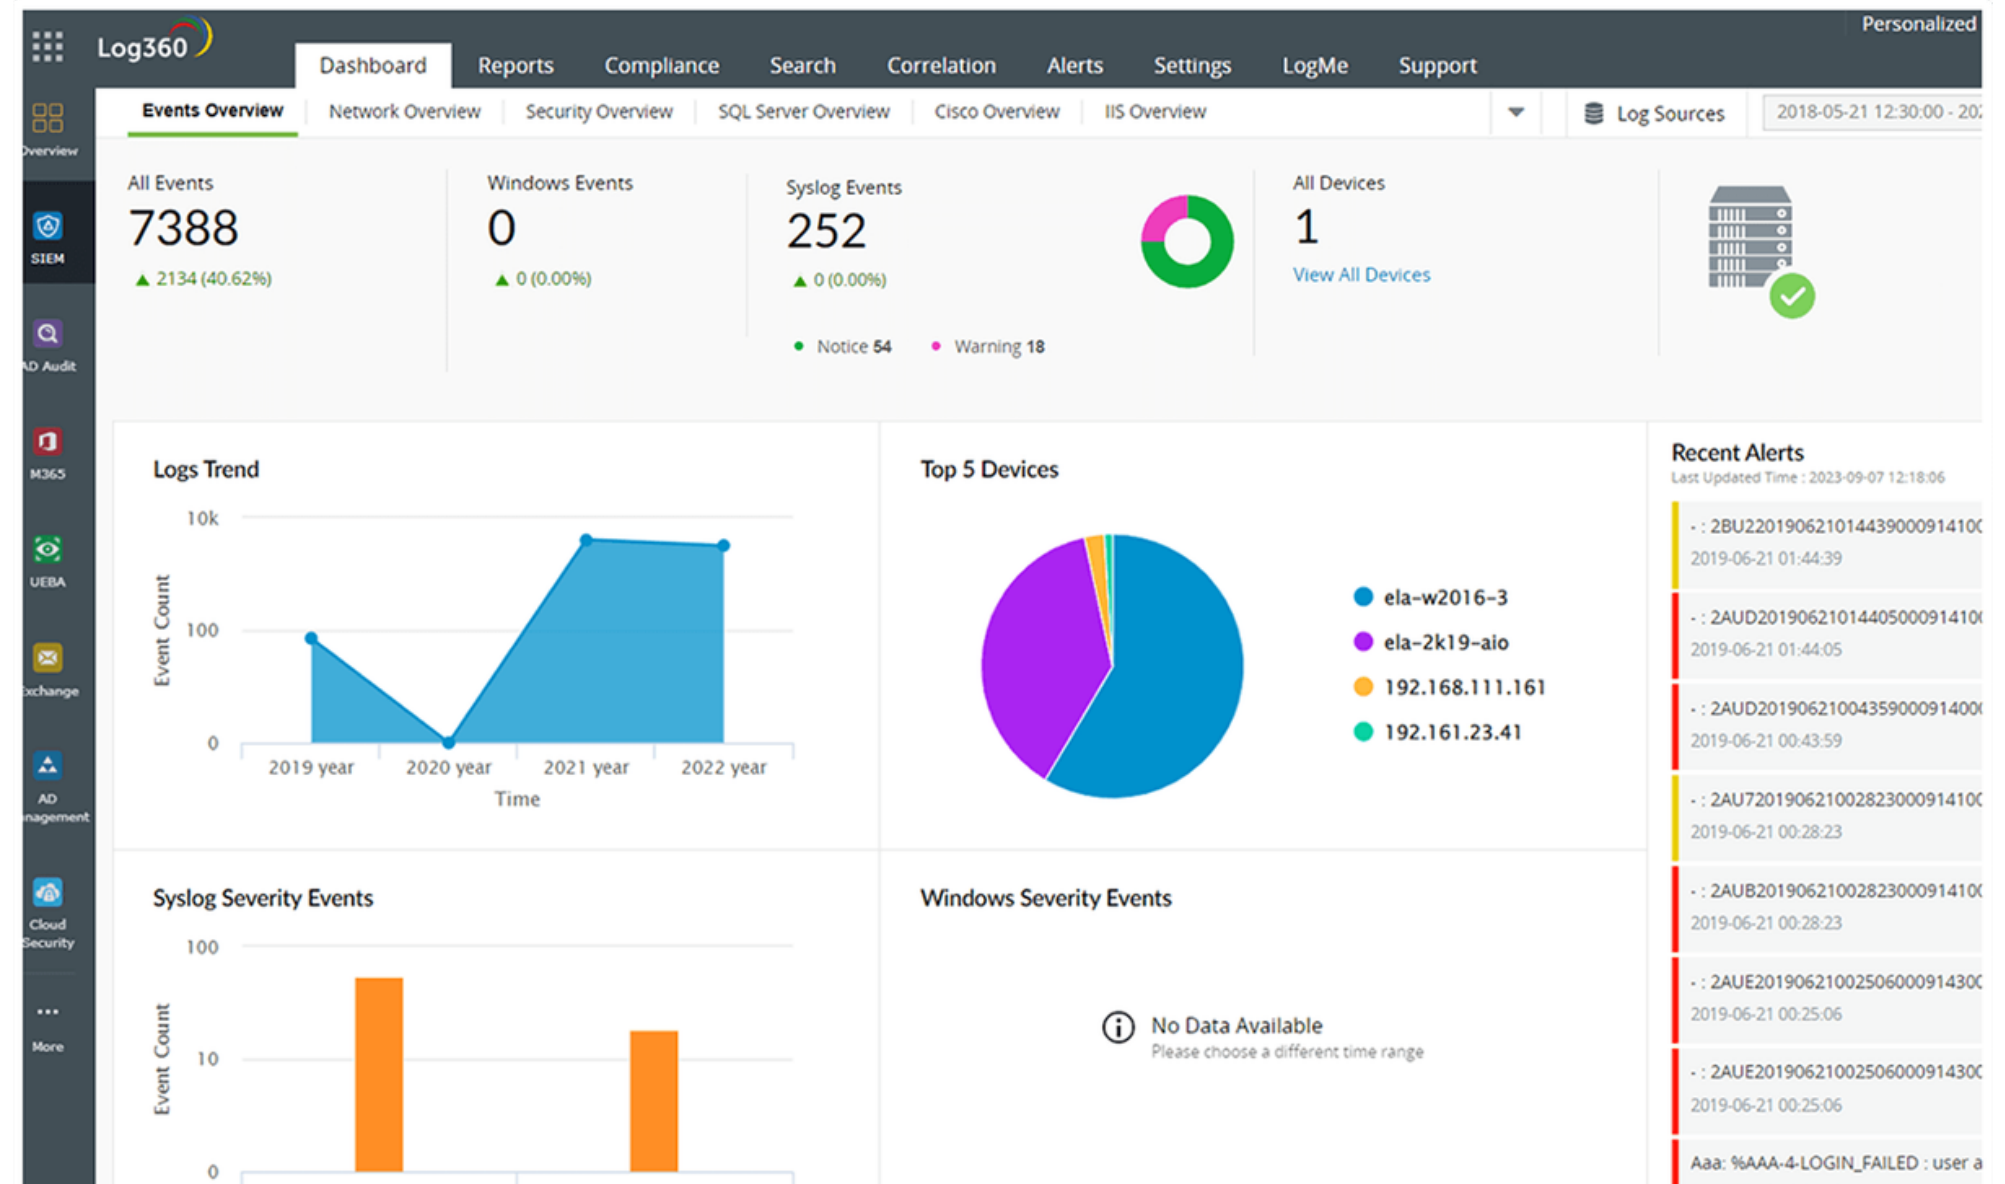 Personalized
Log360
Dashboard Reports Compliance Search Correlation Alerts Settings LogMe Support
Events Overview Network Overview Security Overview SQL Server Overview Cisco Overview IIS Overview Log Sources 2018-05-21 12:30:00 - 202
Overview
SIEM
AD Audit
M365
UEBA
Exchange
AD
nagement
Cloud
Security
...
More
All Events
7388
2134 (40.62%)
Windows Events
0
0 (0.00%)
Syslog Events
252
0 (0.00%)
Notice 54 Warning 18
All Devices
1
View All Devices
Logs Trend
10k
100
0
Event Count
2019 year 2020 year 2021 year 2022 year
Time
Top 5 Devices
ela-w2016-3
ela-2k19-aio
192.168.111.161
192.161.23.41
Recent Alerts
Last Updated Time : 2023-09-07 12:18:06
- : 2BU220190621014439000914100
2019-06-21 01:44:39
- : 2AUD20190621014405000914100
2019-06-21 01:44:05
- : 2AUD201906210043590009140000
2019-06-21 00:43:59
- : 2AU720190621002823000914100
2019-06-21 00:28:23
- : 2AUB20190621002823000914100
2019-06-21 00:28:23
- : 2AUE20190621002506000914300
2019-06-21 00:25:06
- : 2AUE20190621002506000914300
2019-06-21 00:25:06
Aaa: %AAA-4-LOGIN_FAILED : user a
Syslog Severity Events
100
10
0
Event Count
Windows Severity Events
No Data Available
Please choose a different time range